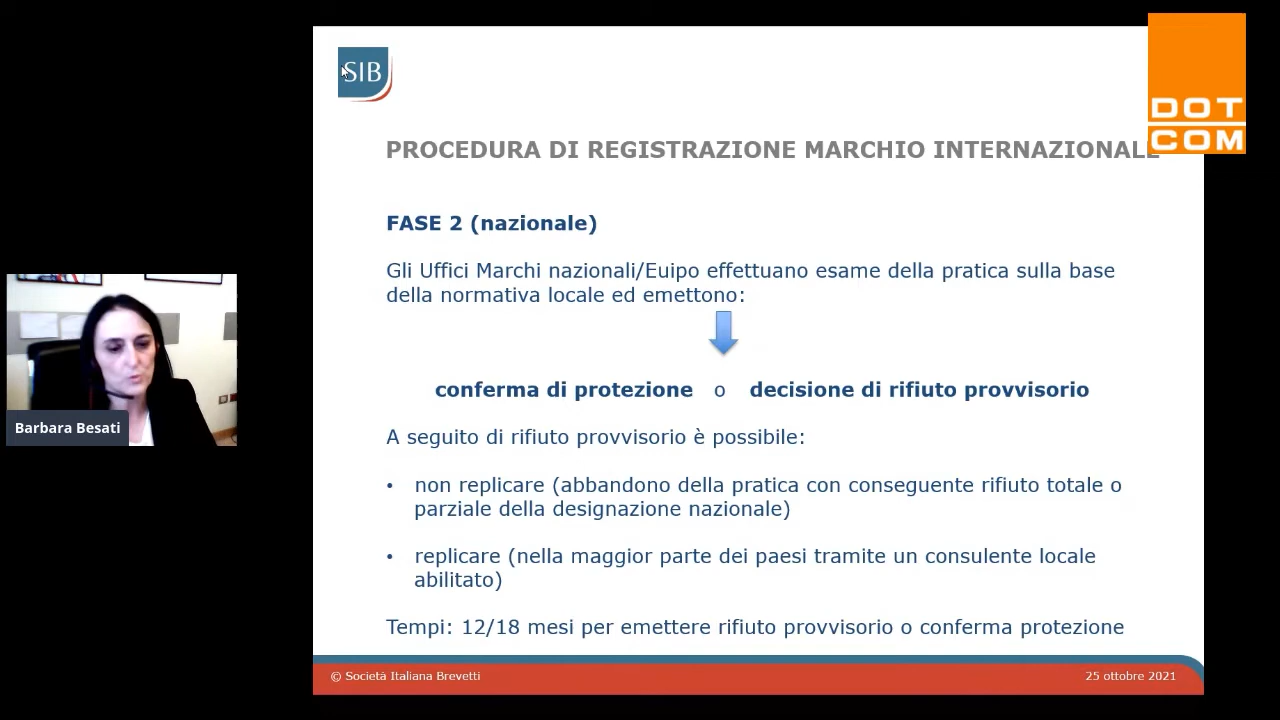 SIB
DOT
COM
PROCEDURA DI REGISTRAZIONE MARCHIO INTERNAZIONALE
FASE 2 (nazionale)
Gli Uffici Marchi nazionali/Euipo effettuano esame della pratica sulla base
della normativa locale ed emettono:
conferma di protezione o decisione di rifiuto provvisorio
A seguito di rifiuto provvisorio è possibile:
• non replicare (abbandono della pratica con conseguente rifiuto totale o
parziale della designazione nazionale)
• replicare (nella maggior parte dei paesi tramite un consulente locale
abilitato)
Tempi: 12/18 mesi per emettere rifiuto provvisorio o conferma protezione
Barbara Besati
© Società Italiana Brevetti
25 ottobre 2021